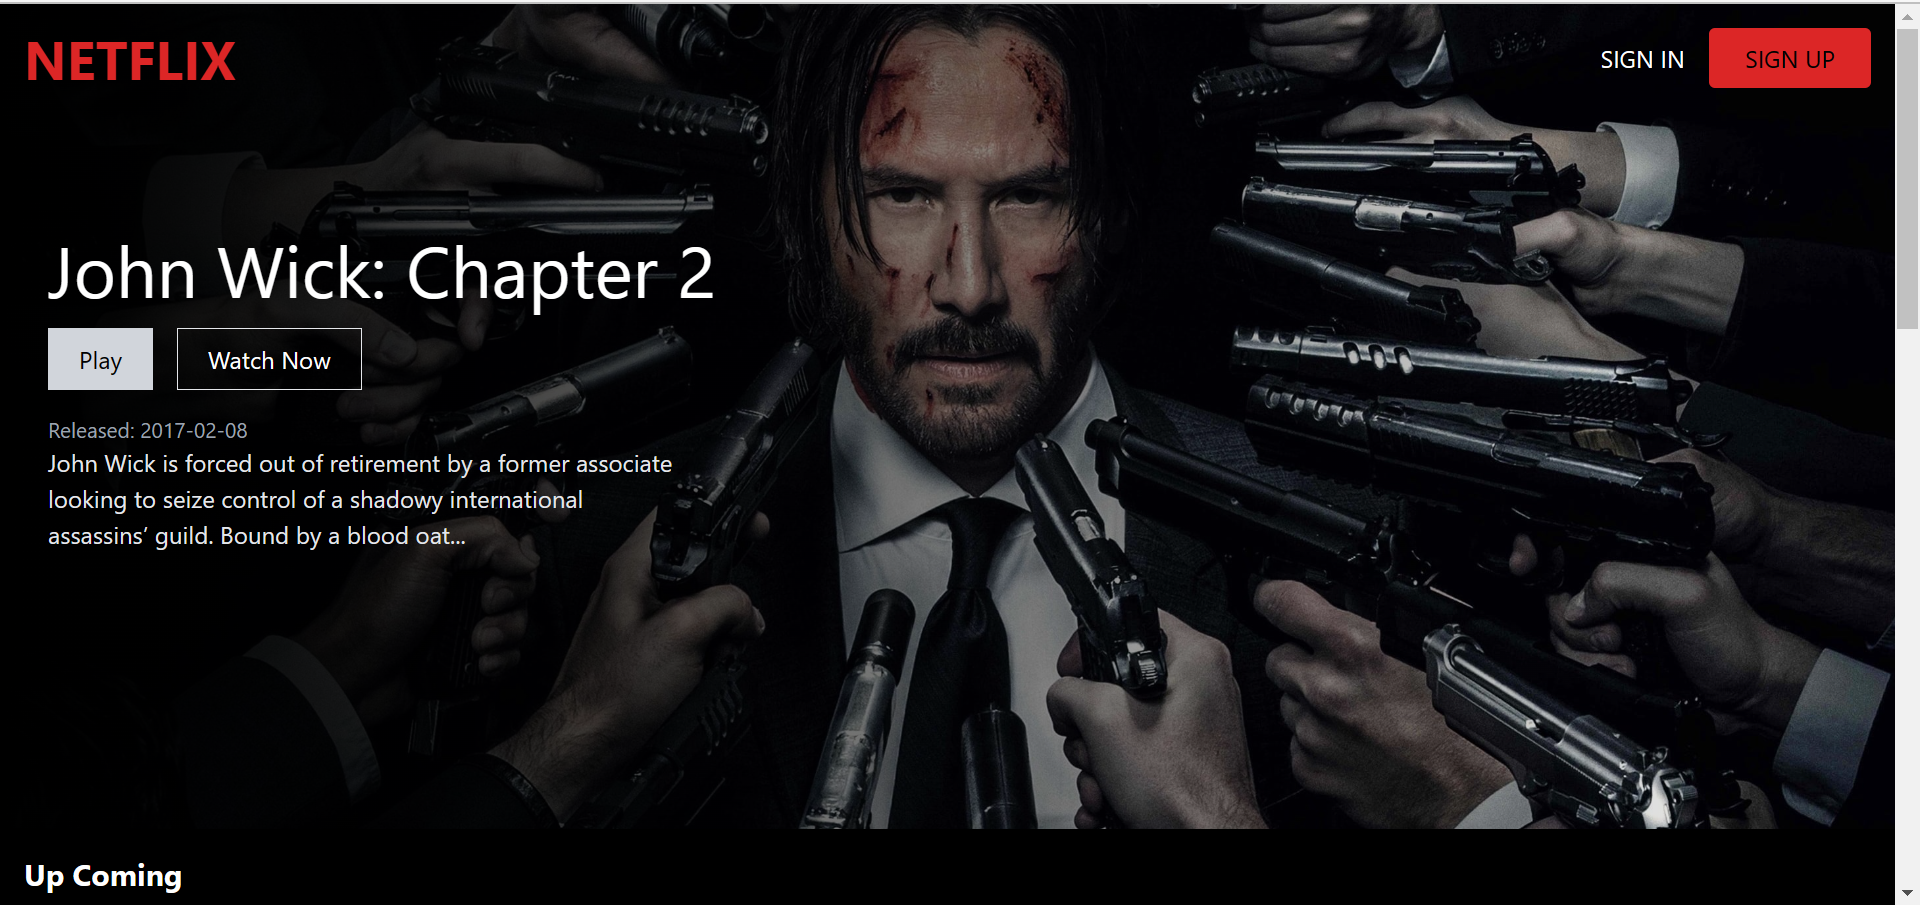 NETFLIX
SIGN IN
SIGN UP
John Wick: Chapter 2
Play
Watch Now
Released: 2017-02-08
John Wick is forced out of retirement by a former associate
looking to seize control of a shadowy international
assassins’ guild. Bound by a blood oat...
Up Coming